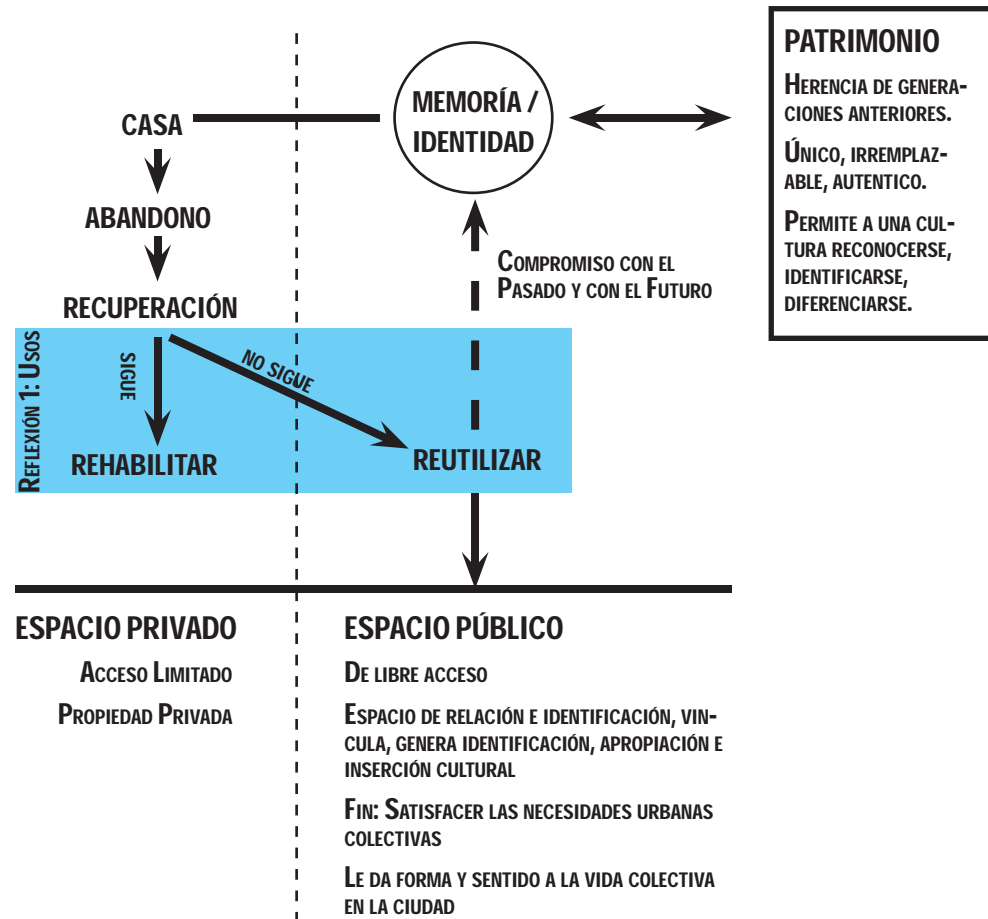 CASA
ABANDONO
RECUPERACIÓN
MEMORÍA /
IDENTIDAD
COMPROMISO CON EL
PASADO Y CON EL FUTURO
PATRIMONIO
HERENCIA DE GENERA-
CIONES ANTERIORES.
ÚNICO, IRREMPLAZ-
ABLE, AUTENTICO.
PERMITE A UNA CUL-
TURA RECONOCERSE,
IDENTIFICARSE,
DIFERENCIARSE.
REFLEXIÓN 1: USOS
SIGUE
NO SIGUE
REHABILITAR
REUTILIZAR
ESPACIO PRIVADO
ACCESO LIMITADO
PROPIEDAD PRIVADA
ESPACIO PÚBLICO
DE LIBRE ACCESO
ESPACIO DE RELACIÓN E IDENTIFICACIÓN, VIN-
CULA, GENERA IDENTIFICACIÓN, APROPIACIÓN E
INSERCIÓN CULTURAL
FIN: SATISFACER LAS NECESIDADES URBANAS
COLECTIVAS
LE DA FORMA Y SENTIDO A LA VIDA COLECTIVA
EN LA CIUDAD